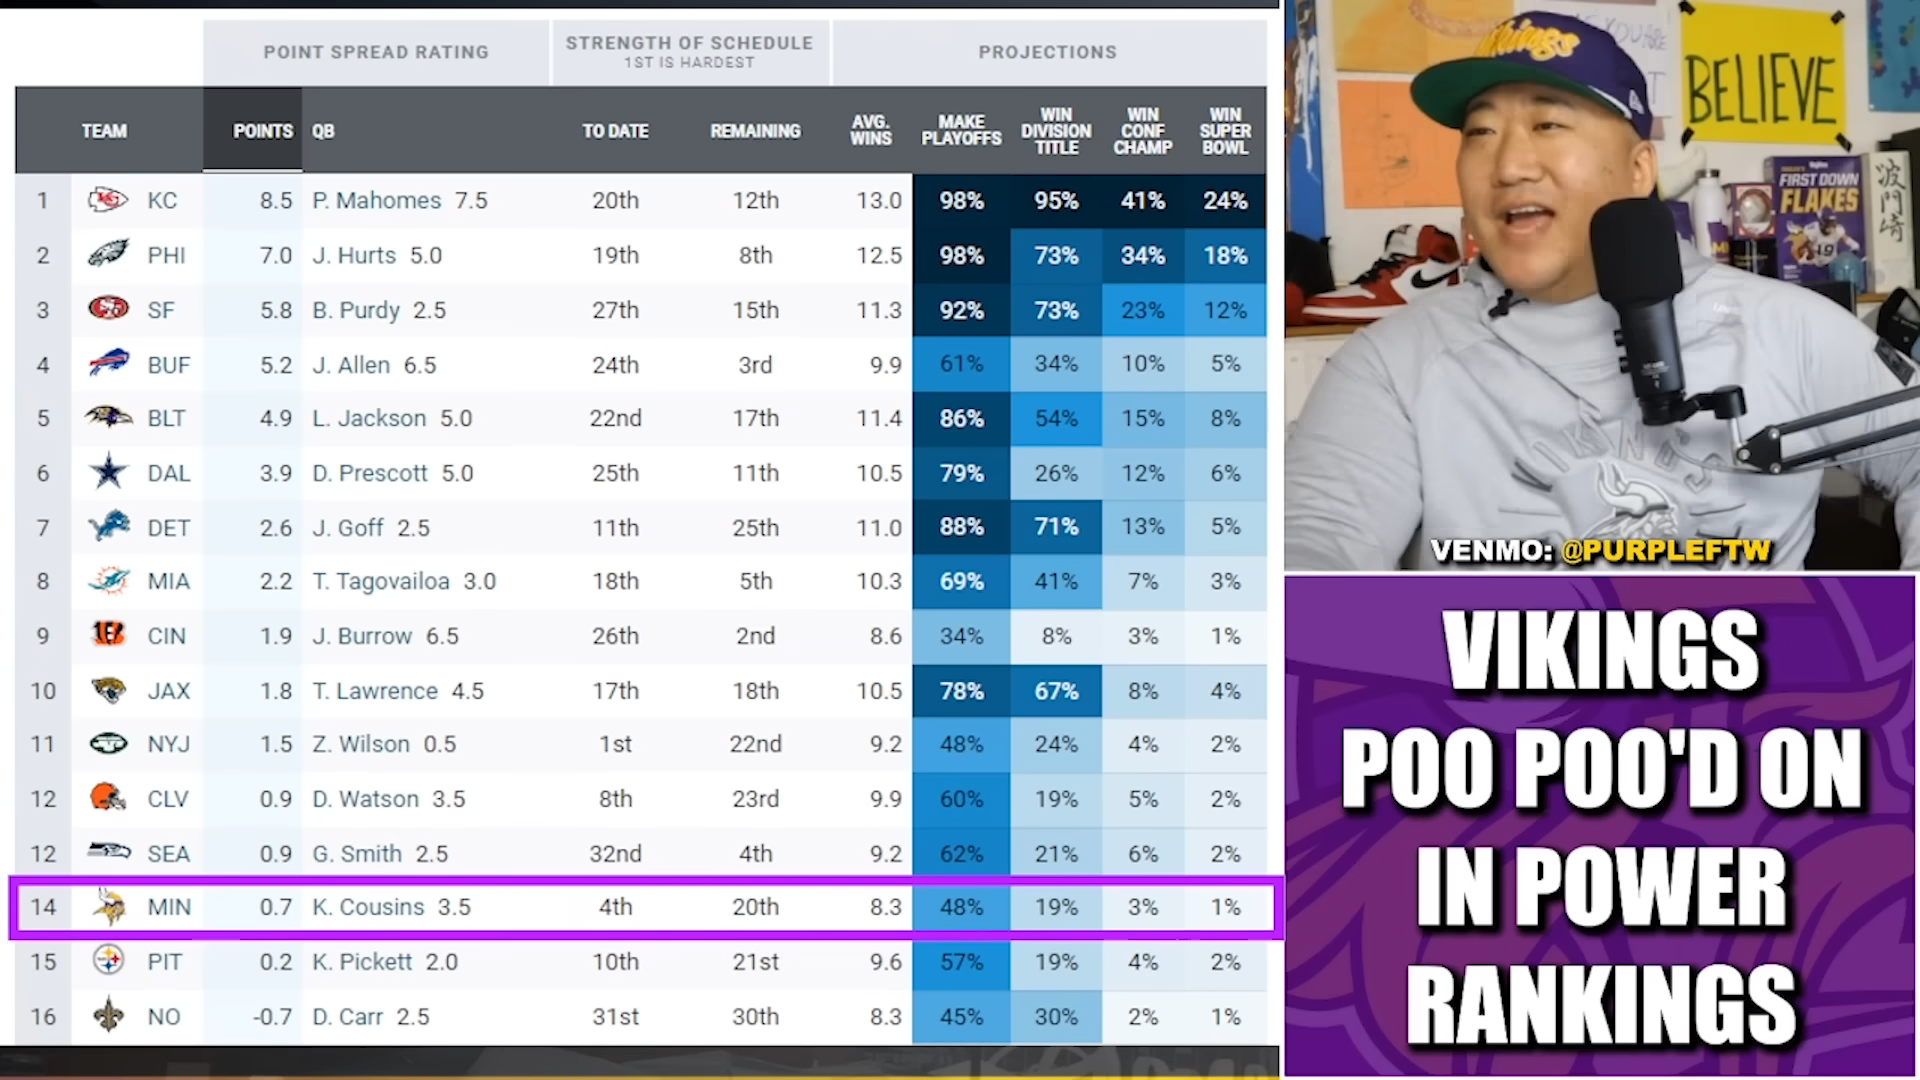 POINT SPREAD RATING
STRENGTH OF SCHEDULE
1ST IS HARDEST
PROJECTIONS
TEAM POINTS QB TO DATE REMAINING AVG. WINS MAKE PLAYOFFS WIN DIVISION TITLE WIN CONF CHAMP WIN SUPER BOWL
1 KC 8.5 P. Mahomes 7.5 20th 12th 13.0 98% 95% 41% 24%
2 PHI 7.0 J. Hurts 5.0 19th 8th 12.5 98% 73% 34% 18%
3 SF 5.8 B. Purdy 2.5 27th 15th 11.3 92% 73% 23% 12%
4 BUF 5.2 J. Allen 6.5 24th 3rd 9.9 61% 34% 10% 5%
5 BLT 4.9 L. Jackson 5.0 22nd 17th 11.4 86% 54% 15% 8%
6 DAL 3.9 D. Prescott 5.0 25th 11th 10.5 79% 26% 12% 6%
7 DET 2.6 J. Goff 2.5 11th 25th 11.0 88% 71% 13% 5%
8 MIA 2.2 T. Tagovailoa 3.0 18th 5th 10.3 69% 41% 7% 3%
9 CIN 1.9 J. Burrow 6.5 26th 2nd 8.6 34% 8% 3% 1%
10 JAX 1.8 T. Lawrence 4.5 17th 18th 10.5 78% 67% 8% 4%
11 NYJ 1.5 Z. Wilson 0.5 1st 22nd 9.2 48% 24% 4% 2%
12 CLV 0.9 D. Watson 3.5 8th 23rd 9.9 60% 19% 5% 2%
12 SEA 0.9 G. Smith 2.5 32nd 4th 9.2 62% 21% 6% 2%
14 MIN 0.7 K. Cousins 3.5 4th 20th 8.3 48% 19% 3% 1%
15 PIT 0.2 K. Pickett 2.0 10th 21st 9.6 57% 19% 4% 2%
16 NO -0.7 D. Carr 2.5 31st 30th 8.3 45% 30% 2% 1%
Vikings
BELIEVE
FIRST DOWN
FLAKES
波門崎
VIKINGS
VENMO: @PURPLEFTW
VIKINGS
POO POO'D ON
IN POWER
RANKINGS